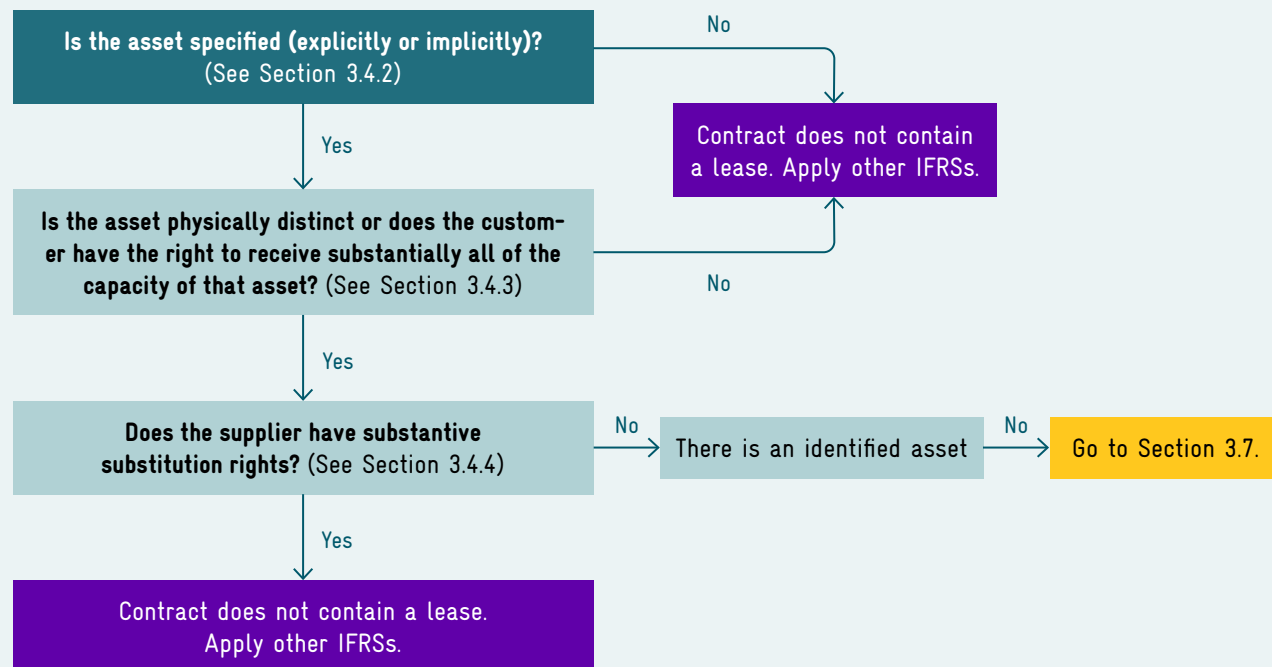 Is the asset specified (explicitly or implicitly)?
(See Section 3.4.2)
No
Contract does not contain
a lease. Apply other IFRSs.
Yes
Is the asset physically distinct or does the custom-
er have the right to receive substantially all of the
capacity of that asset? (See Section 3.4.3)
No
Yes
Does the supplier have substantive
substitution rights? (See Section 3.4.4)
No
There is an identified asset
No
Go to Section 3.7.
Yes
Contract does not contain a lease.
Apply other IFRSs.